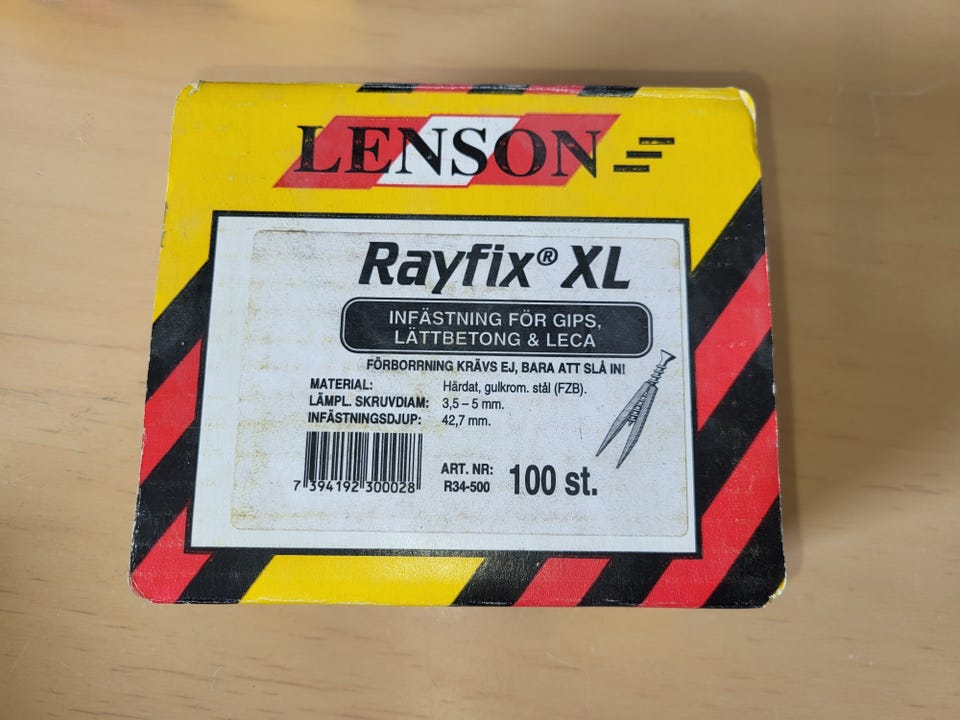 LENSON
Rayfix® XL
INFÄSTNING FÖR GIPS,
LÄTTBETONG & LECA
FÖRBORRNING KRÄVS EJ, BARA ATT SLÅ IN!
MATERIAL: Härdat, gulkrom. stål (FZB).
LÄMPL. SKRUVDIAM: 3,5 – 5 mm.
INFÄSTNINGSDJUP: 42,7 mm.
7 394192 300028
ART. NR: R34-500
100 st.